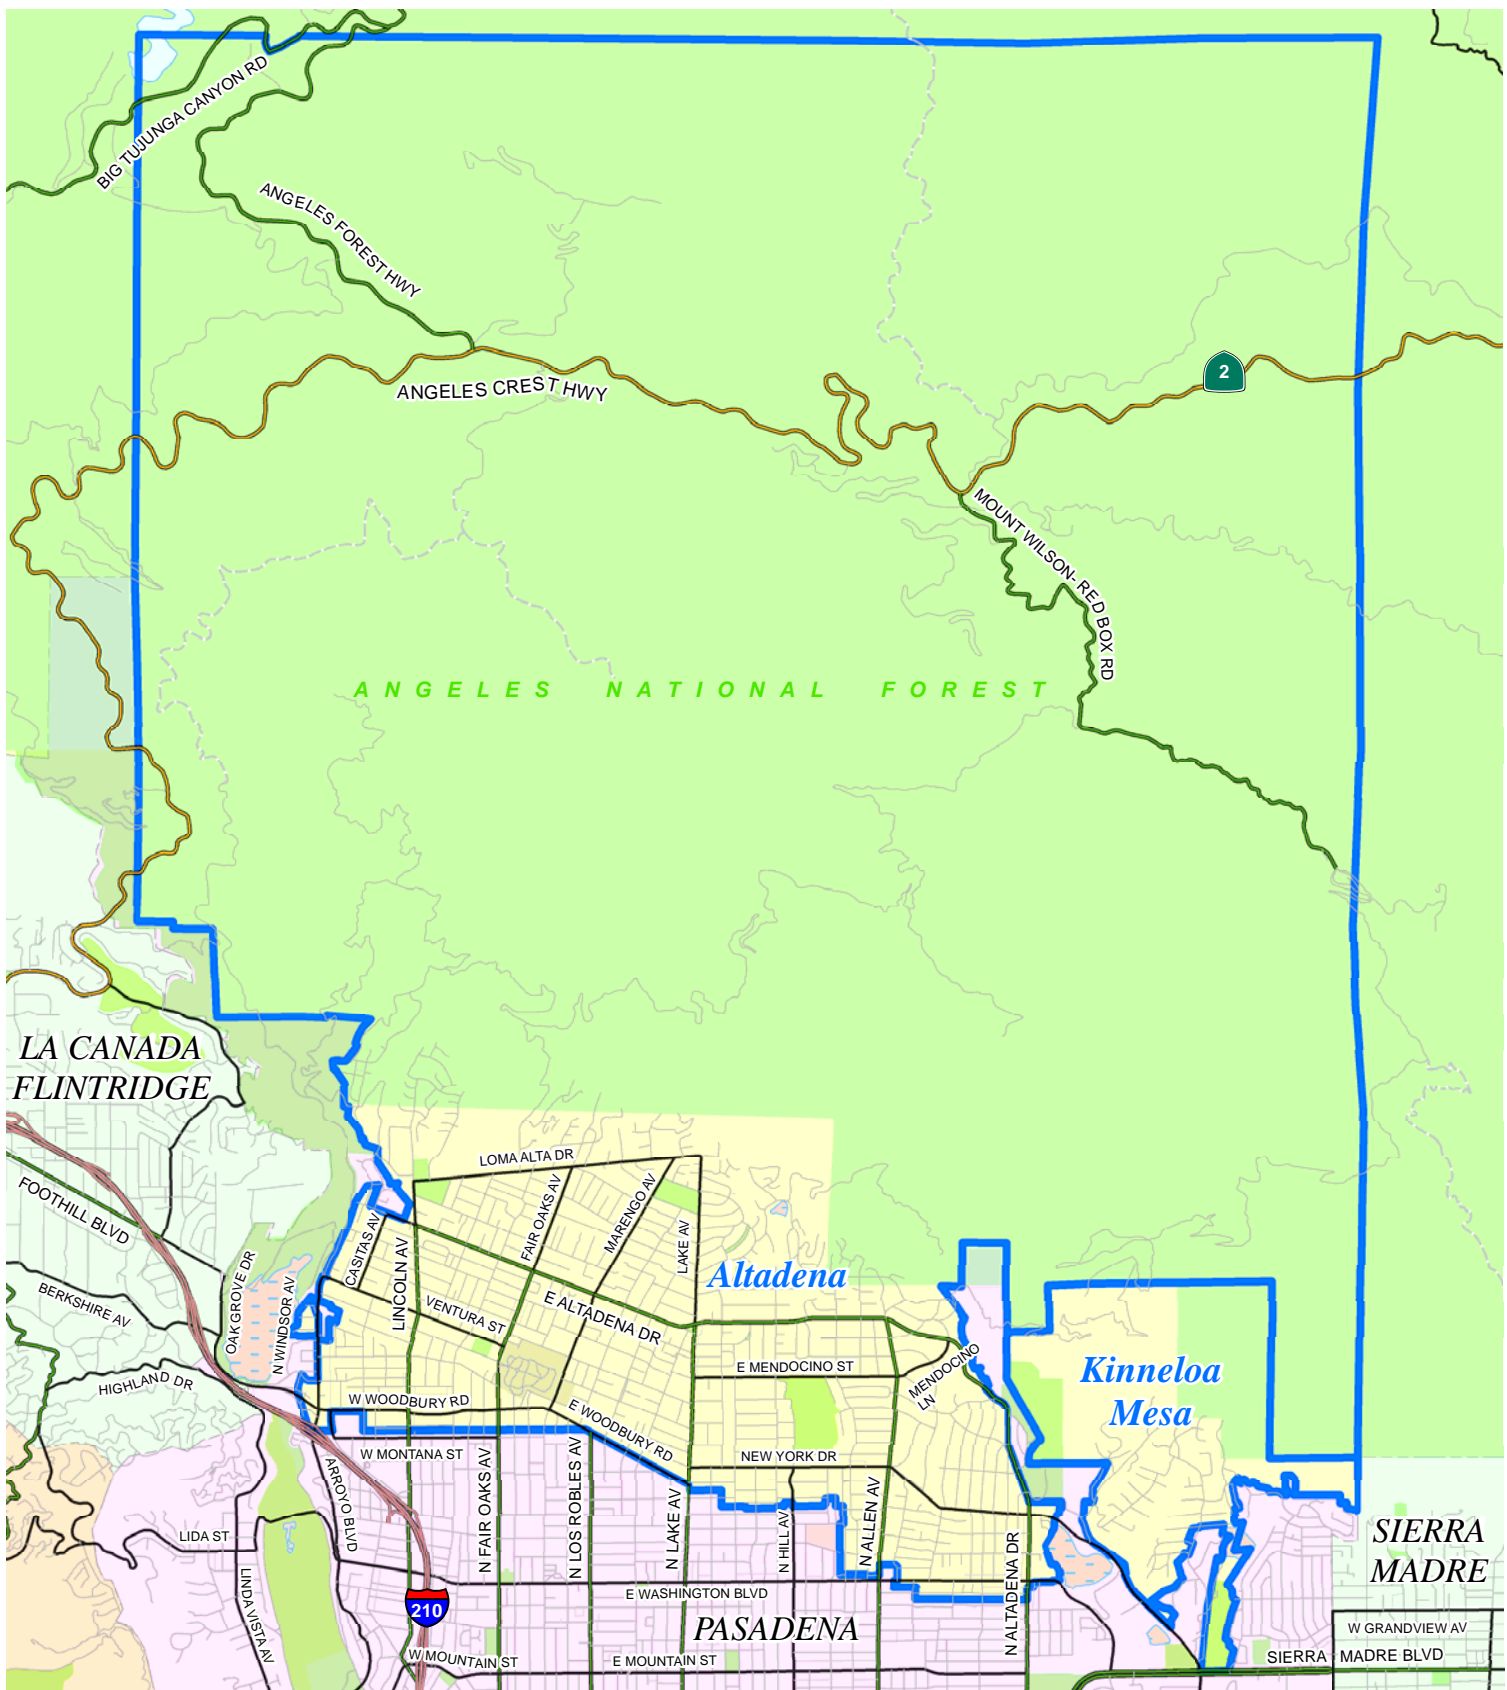 BIG TUJUNGA CANYON RD
ANGELES FOREST HWY
2
ANGELES CREST HWY
MOUNT WILSON- RED BOX RD
ANGELES NATIONAL FOREST
LA CANADA
FLINTRIDGE
LOMA ALTA DR
FOOTHILL BLVD
FAIR OAKS AV
MARENGO AV
CASITAS AV
LINCOLN AV
LAKE AV
OAK GROVE DR
N WINDSOR AV
BERKSHIRE AV
VENTURA ST
E ALTADENA DR
Altadena
E MENDOCINO ST
MENDOCINO
LN
Kinneloa
Mesa
HIGHLAND DR
W WOODBURY RD
E WOODBURY RD
W MONTANA ST
NEW YORK DR
ARROYO BLVD
N FAIR OAKS AV
N LOS ROBLES AV
N LAKE AV
N HILL AV
N ALLEN AV
N ALTADENA DR
LIDA ST
LINDA VISTA AV
SIERRA
MADRE
E WASHINGTON BLVD
210
PASADENA
W GRANDVIEW AV
W MOUNTAIN ST
E MOUNTAIN ST
SIERRA MADRE BLVD